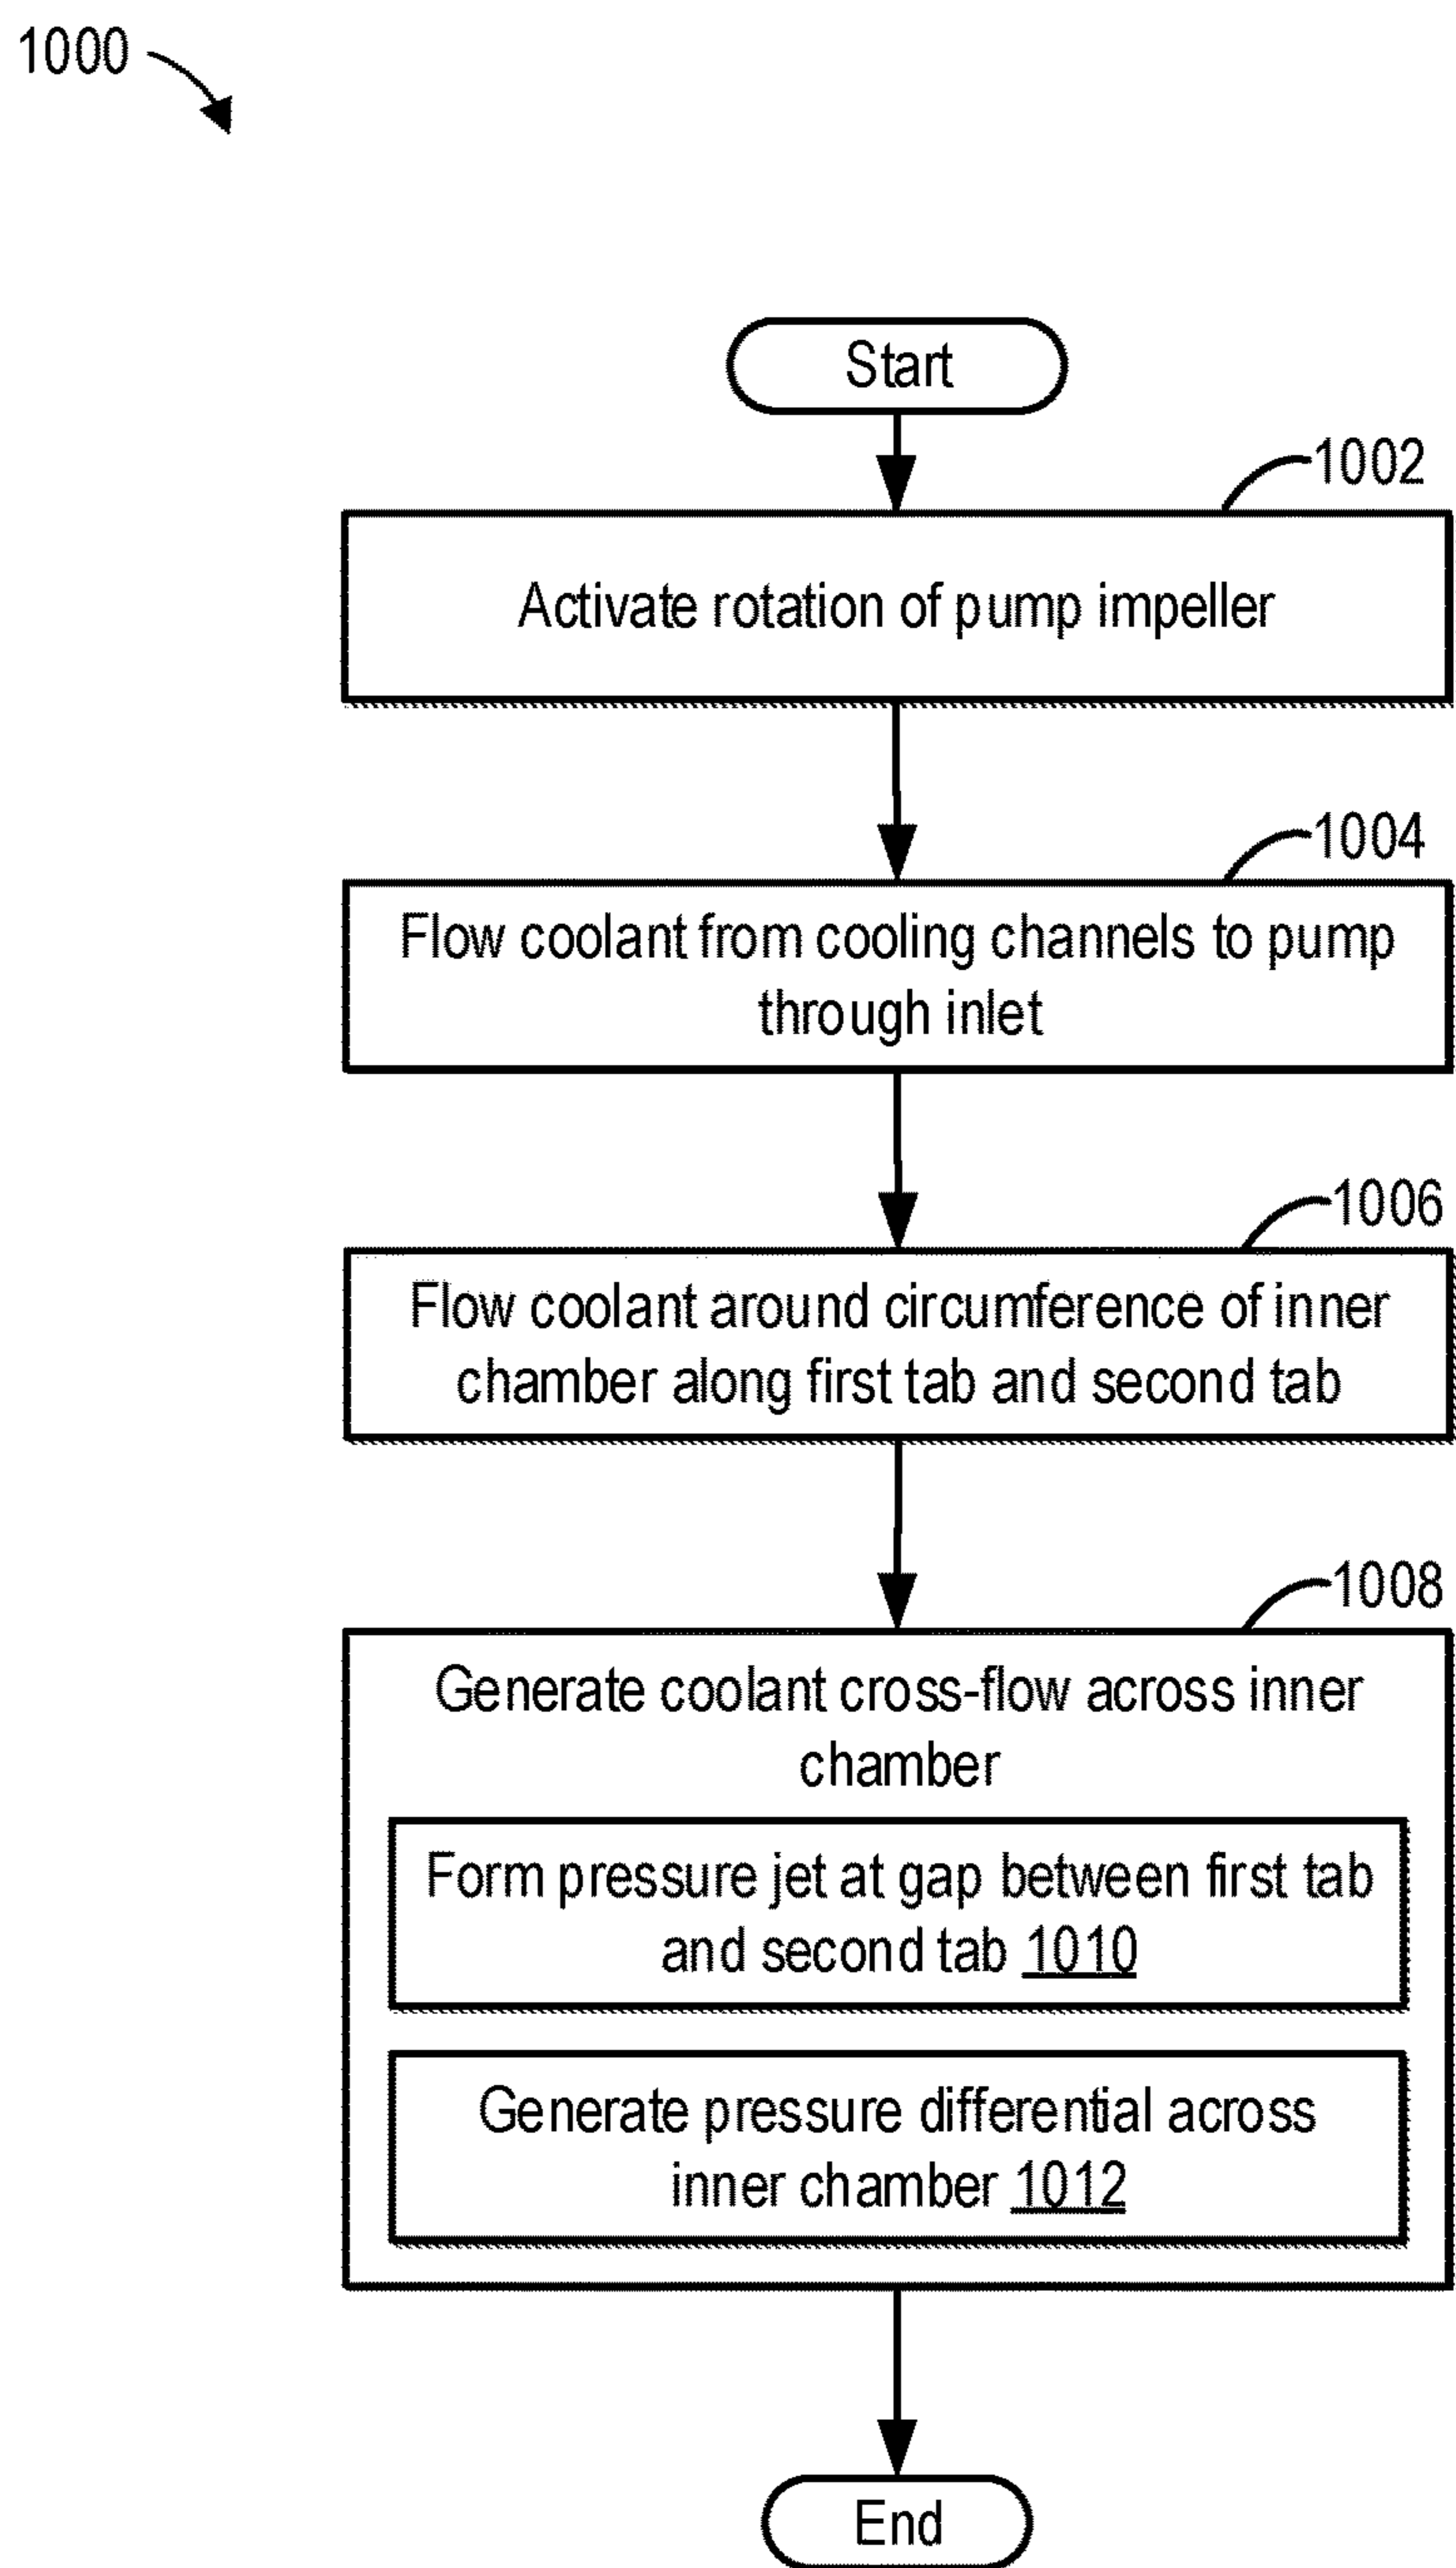 1000
Start
1002
Activate rotation of pump impeller
1004
Flow coolant from cooling channels to pump
through inlet
1006
Flow coolant around circumference of inner
chamber along first tab and second tab
1008
Generate coolant cross-flow across inner
chamber
Form pressure jet at gap between first tab
and second tab 1010
Generate pressure differential across
inner chamber 1012
End